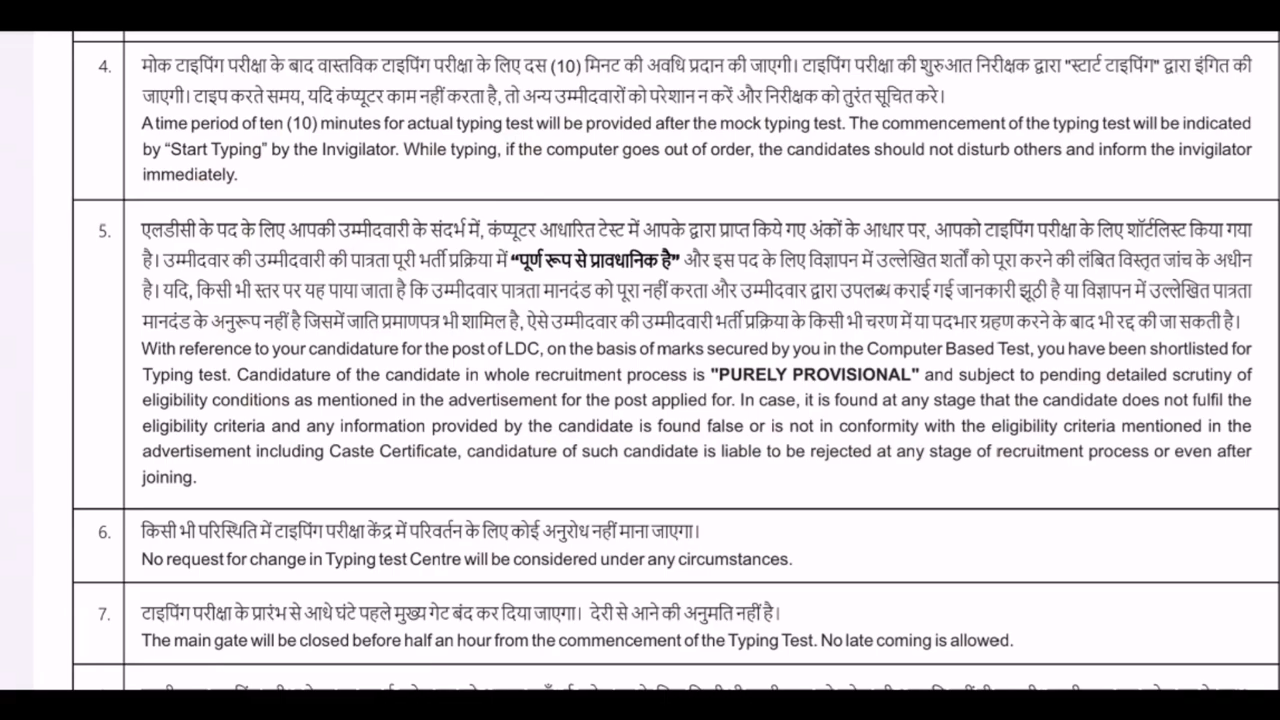 4.
मोक टाइपिंग परीक्षा के बाद वास्तविक टाइपिंग परीक्षा के लिए दस (10) मिनट की अवधि प्रदान की जाएगी। टाइपिंग परीक्षा की शुरुआत निरीक्षक द्वारा "स्टार्ट टाइपिंग" द्वारा इंगित की
जाएगी। टाइप करते समय, यदि कंप्यूटर काम नहीं करता है, तो अन्य उम्मीदवारों को परेशान न करें और निरीक्षक को तुरंत सूचित करे।
A time period of ten (10) minutes for actual typing test will be provided after the mock typing test. The commencement of the typing test will be indicated
by “Start Typing” by the Invigilator. While typing, if the computer goes out of order, the candidates should not disturb others and inform the invigilator
immediately.
5.
एलडीसी के पद के लिए आपकी उम्मीदवारी के संदर्भ में, कंप्यूटर आधारित टेस्ट में आपके द्वारा प्राप्त किये गए अंकों के आधार पर, आपको टाइपिंग परीक्षा के लिए शॉर्टलिस्ट किया गया
है। उम्मीदवार की उम्मीदवारी की पात्रता पूरी भर्ती प्रक्रिया में “पूर्ण रूप से प्रावधानिक है” और इस पद के लिए विज्ञापन में उल्लेखित शर्तों को पूरा करने की लंबित विस्तृत जांच के अधीन
है। यदि, किसी भी स्तर पर यह पाया जाता है कि उम्मीदवार पात्रता मानदंड को पूरा नहीं करता और उम्मीदवार द्वारा उपलब्ध कराई गई जानकारी झूठी है या विज्ञापन में उल्लेखित पात्रता
मानदंड के अनुरूप नहीं है जिसमें जाति प्रमाणपत्र भी शामिल है, ऐसे उम्मीदवार की उम्मीदवारी भर्ती प्रक्रिया के किसी भी चरण में या पदभार ग्रहण करने के बाद भी रद्द की जा सकती है।
With reference to your candidature for the post of LDC, on the basis of marks secured by you in the Computer Based Test, you have been shortlisted for
Typing test. Candidature of the candidate in whole recruitment process is "PURELY PROVISIONAL" and subject to pending detailed scrutiny of
eligibility conditions as mentioned in the advertisement for the post applied for. In case, it is found at any stage that the candidate does not fulfil the
eligibility criteria and any information provided by the candidate is found false or is not in conformity with the eligibility criteria mentioned in the
advertisement including Caste Certificate, candidature of such candidate is liable to be rejected at any stage of recruitment process or even after
joining.
6.
किसी भी परिस्थिति में टाइपिंग परीक्षा केंद्र में परिवर्तन के लिए कोई अनुरोध नहीं माना जाएगा।
No request for change in Typing test Centre will be considered under any circumstances.
7.
टाइपिंग परीक्षा के प्रारंभ से आधे घंटे पहले मुख्य गेट बंद कर दिया जाएगा। देरी से आने की अनुमति नहीं है।
The main gate will be closed before half an hour from the commencement of the Typing Test. No late coming is allowed.